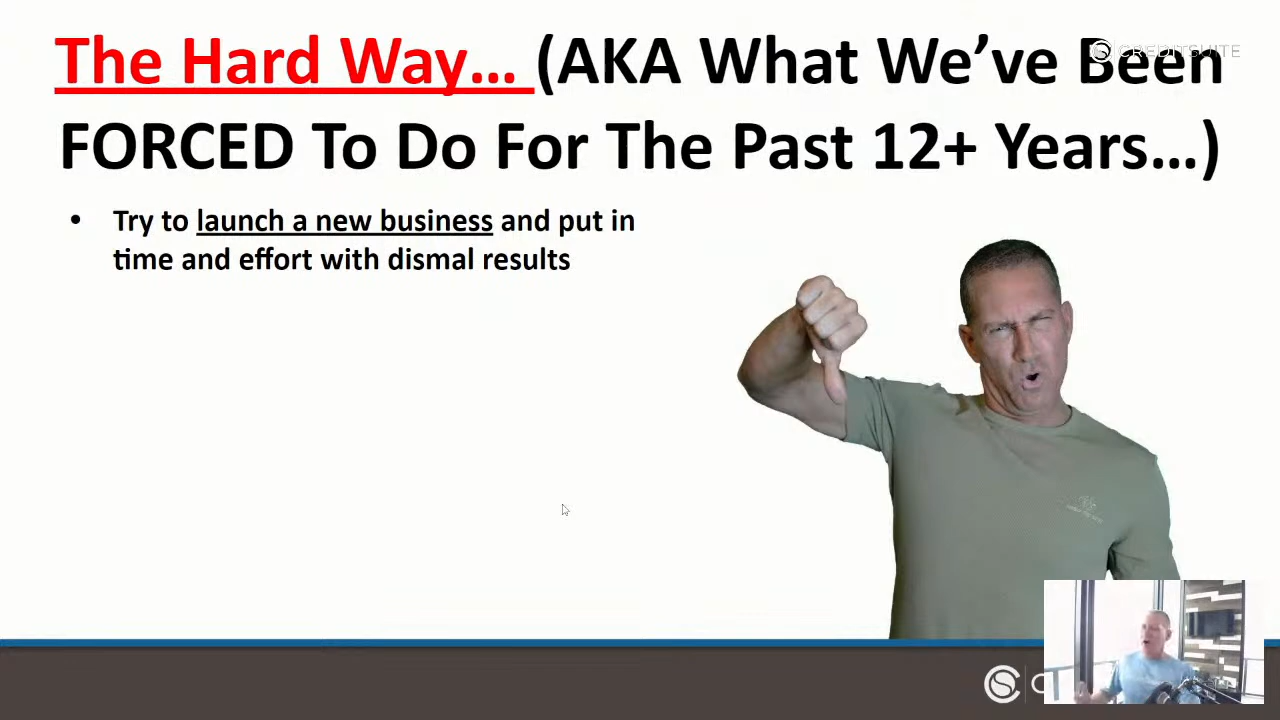 The Hard Way… (AKA What We’ve Been
CREDITSUITE
FORCED To Do For The Past 12+ Years…)
• Try to launch a new business and put in
time and effort with dismal results